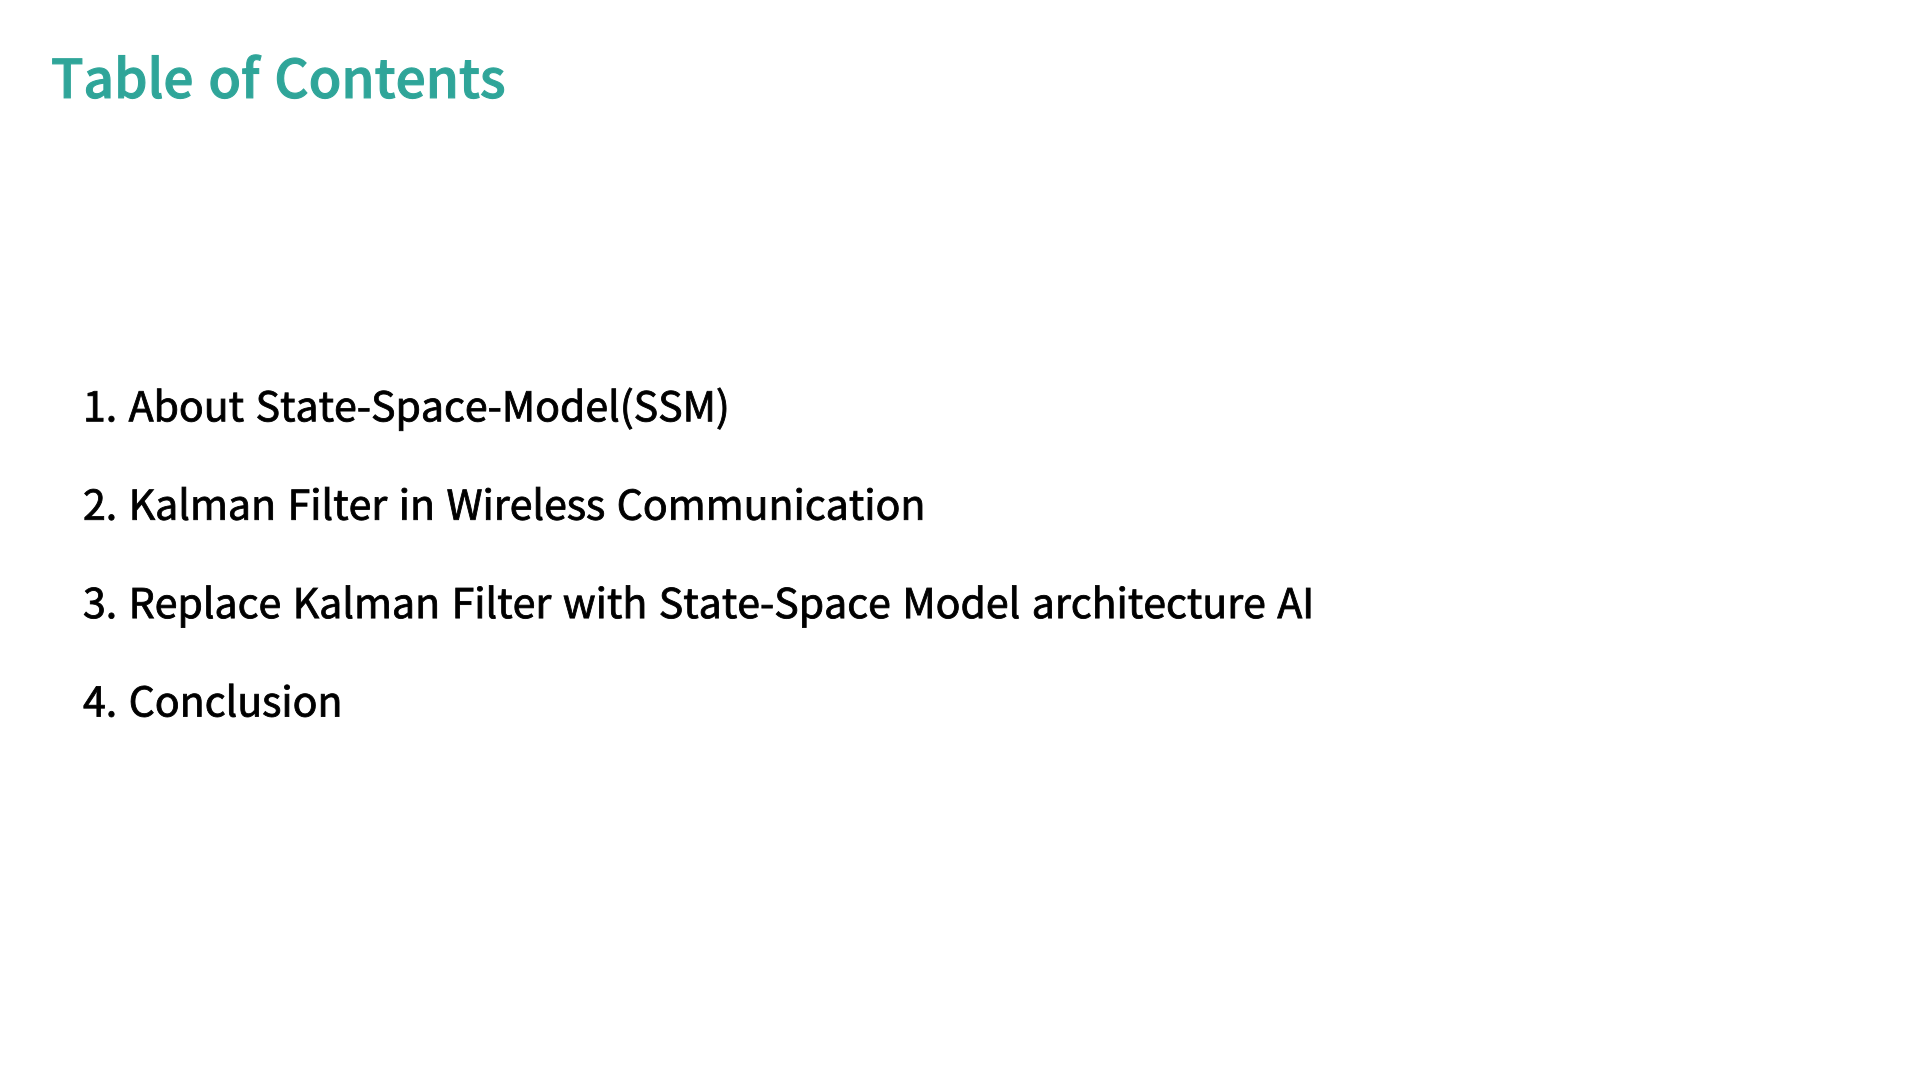 Table of Contents
1. About State-Space-Model(SSM)
2. Kalman Filter in Wireless Communication
3. Replace Kalman Filter with State-Space Model architecture AI
4. Conclusion